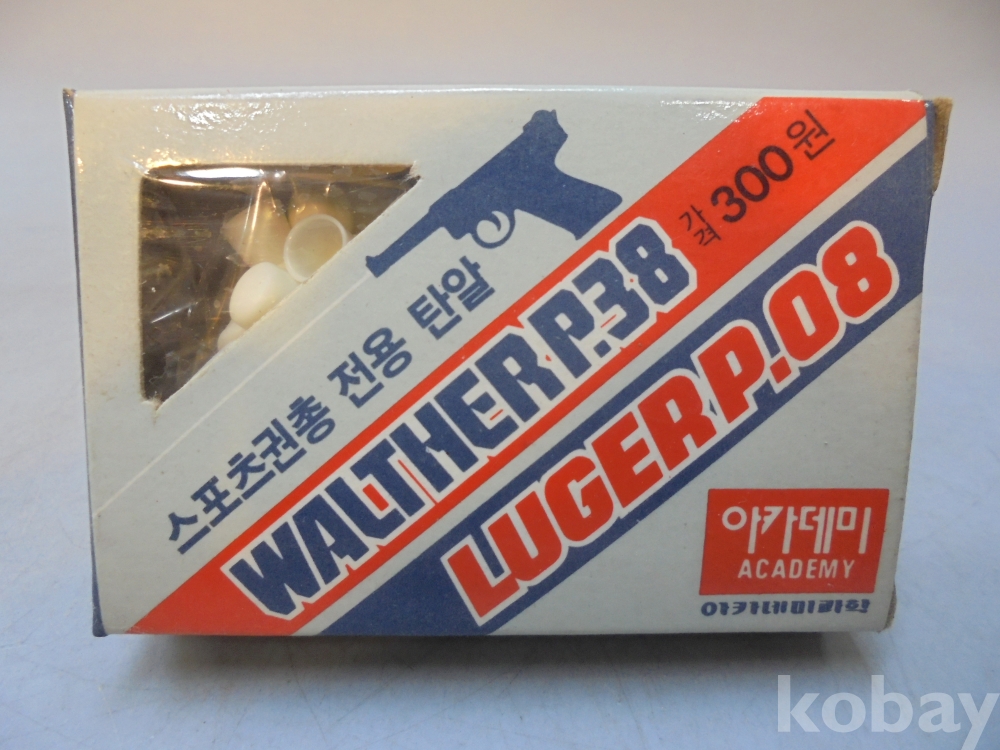 스포츠권총 전용 탄알
WALTHER P.38
가격 300원
LUGER P.08
아카데미
ACADEMY
아카데미과학
kobay